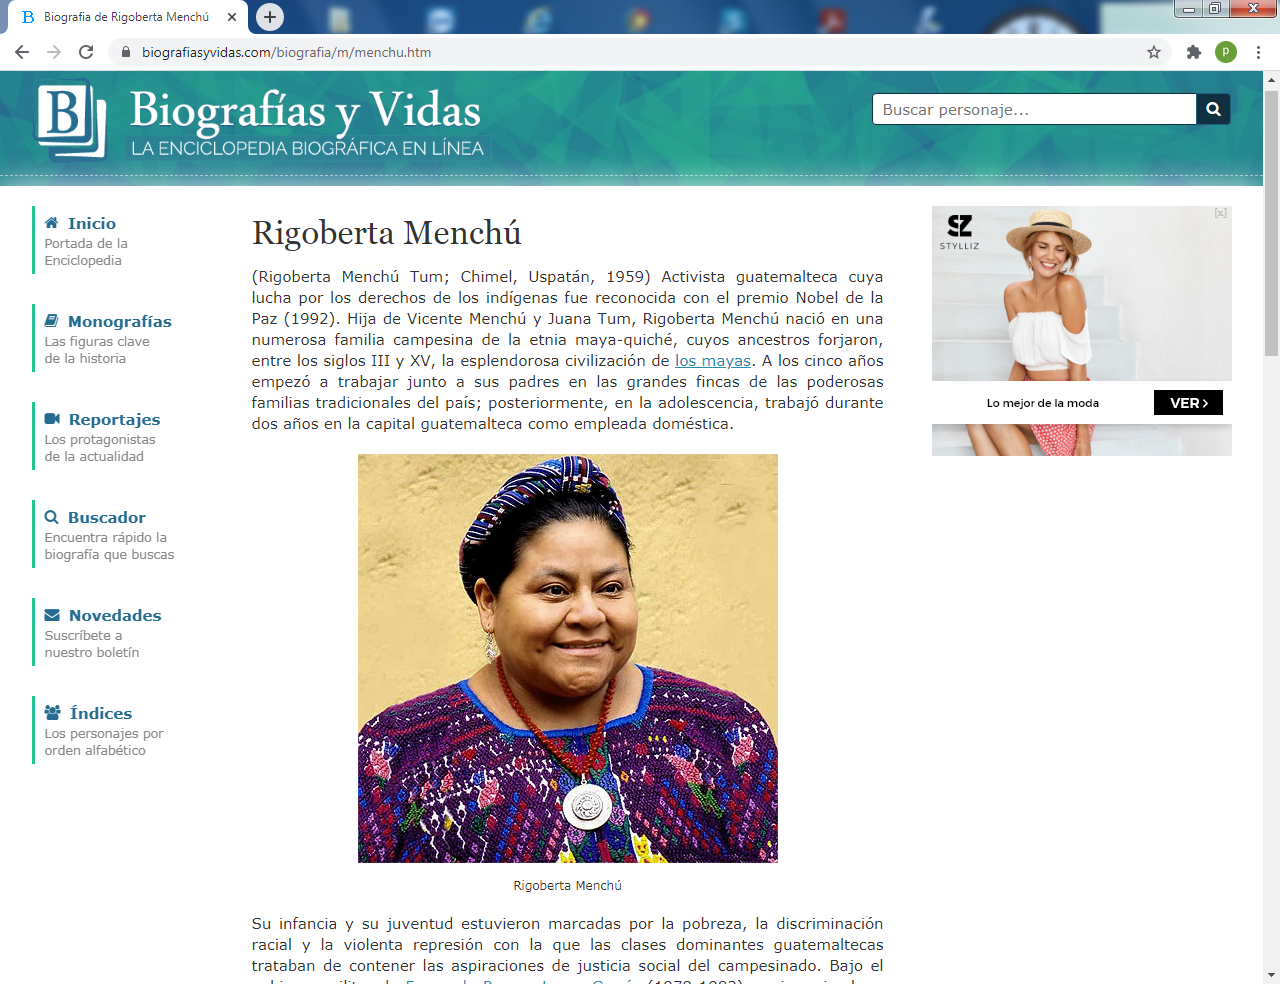 Biografia de Rigoberta Menchú
biografiasyvidas.com/biografia/m/menchu.htm
P
B
Biografías y Vidas
LA ENCICLOPEDIA BIOGRÁFICA EN LÍNEA
Buscar personaje...
Inicio
Portada de la
Enciclopedia
Monografías
Las figuras clave
de la historia
Reportajes
Los protagonistas
de la actualidad
Buscador
Encuentra rápido la
biografía que buscas
Novedades
Suscríbete a
nuestro boletín
Índices
Los personajes por
orden alfabético
Rigoberta Menchú
(Rigoberta Menchú Tum; Chimel, Uspatán, 1959) Activista guatemalteca cuya
lucha por los derechos de los indígenas fue reconocida con el premio Nobel de la
Paz (1992). Hija de Vicente Menchú y Juana Tum, Rigoberta Menchú nació en una
numerosa familia campesina de la etnia maya-quiché, cuyos ancestros forjaron,
entre los siglos III y XV, la esplendorosa civilización de los mayas. A los cinco años
empezó a trabajar junto a sus padres en las grandes fincas de las poderosas
familias tradicionales del país; posteriormente, en la adolescencia, trabajó durante
dos años en la capital guatemalteca como empleada doméstica.
Rigoberta Menchú
Su infancia y su juventud estuvieron marcadas por la pobreza, la discriminación
racial y la violenta represión con la que las clases dominantes guatemaltecas
trataban de contener las aspiraciones de justicia social del campesinado. Bajo el
SZ
STYLLIZ
[x]
Lo mejor de la moda
VER >